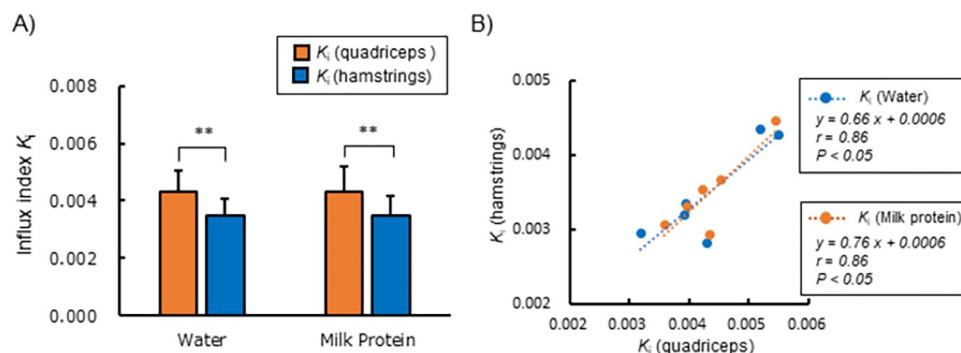 A)
Kᵢ (quadriceps )
Kᵢ (hamstrings)
Influx index Kᵢ
0.008
0.006
0.004
0.002
0.000
**
**
Water
Milk Protein
B)
Kᵢ (hamstrings)
0.005
0.004
0.003
0.002
0.002
0.003
0.004
0.005
0.006
Kᵢ (quadriceps)
Kᵢ (Water)
y = 0.66 x + 0.0006
r = 0.86
P < 0.05
Kᵢ (Milk protein)
y = 0.76 x + 0.0006
r = 0.86
P < 0.05